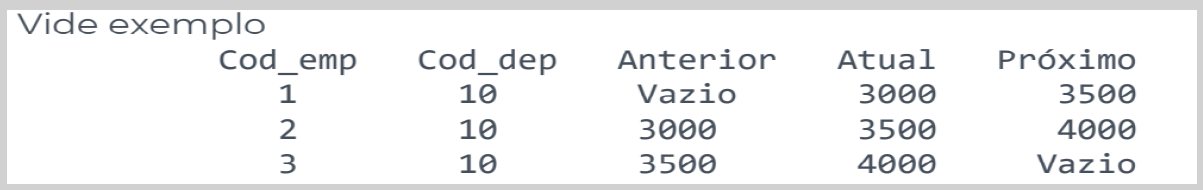 Vide exemplo
Cod_emp Cod_dep Anterior Atual Próximo
1 10 Vazio 3000 3500
2 10 3000 3500 4000
3 10 3500 4000 Vazio